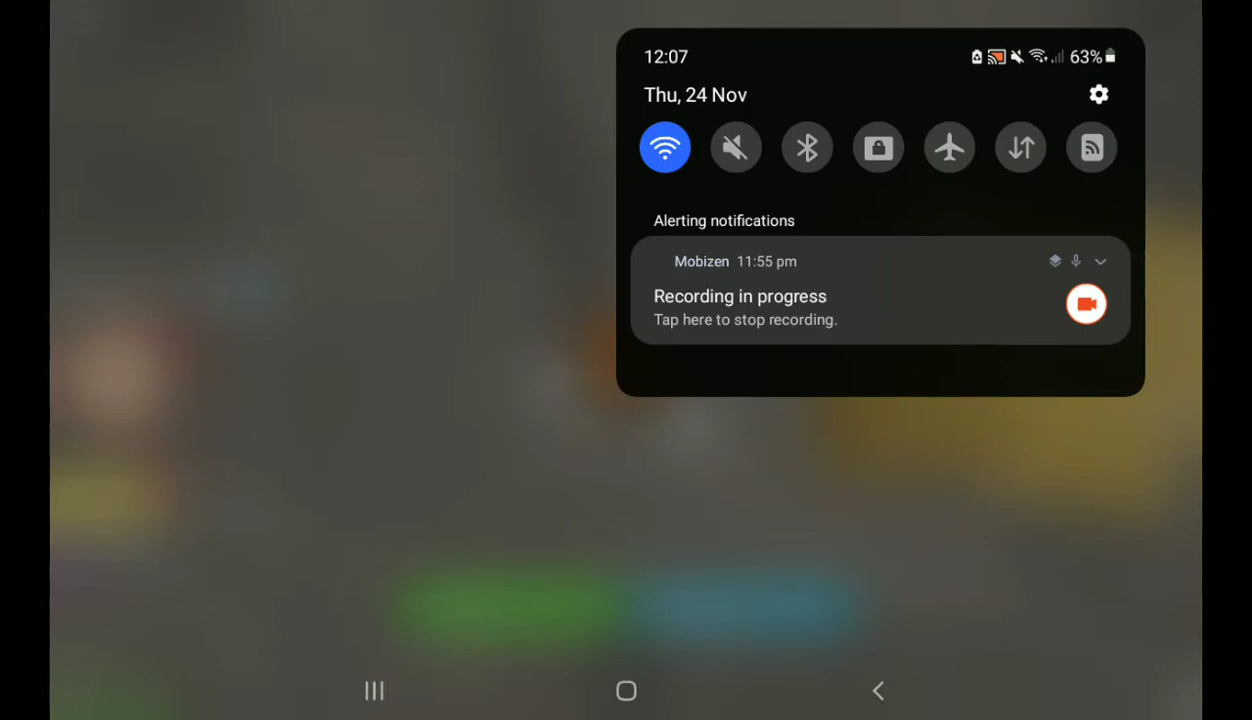 12:07 63%
Thu, 24 Nov
Alerting notifications
Mobizen 11:55 pm
Recording in progress
Tap here to stop recording.